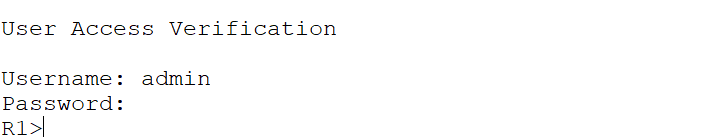 User Access Verification
Username: admin
Password:
R1>